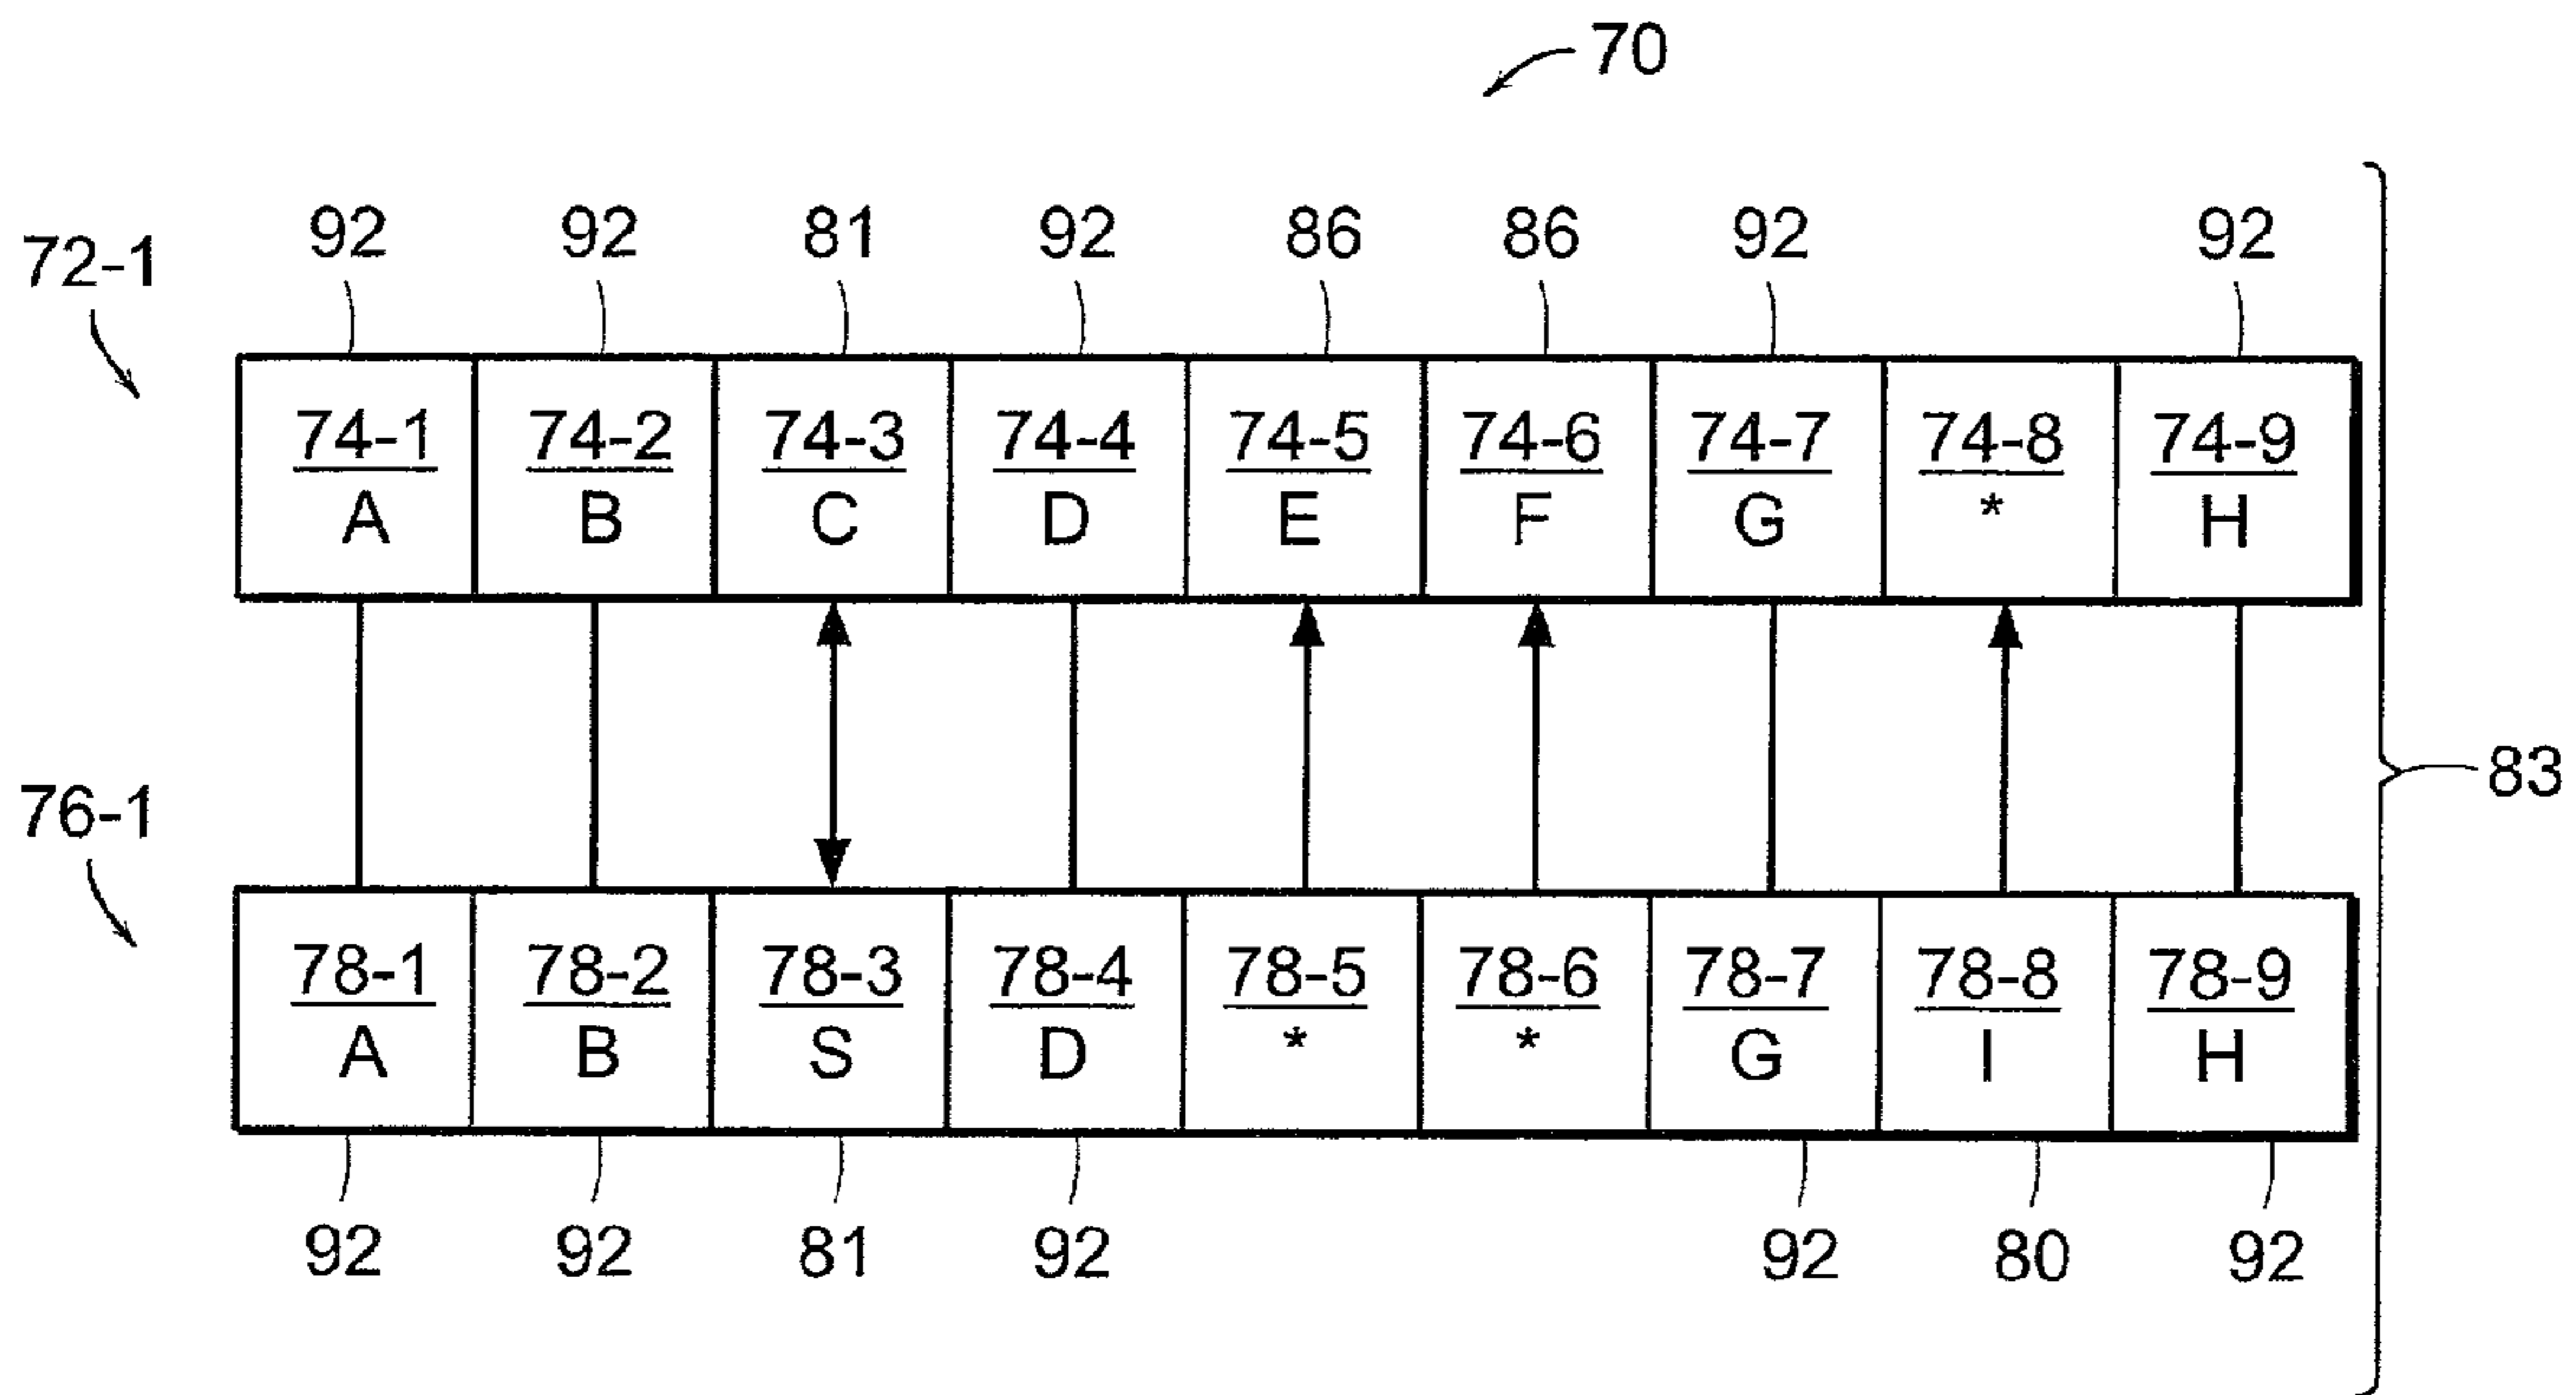 70
72-1
92 92 81 92 86 86 92 92
74-1 74-2 74-3 74-4 74-5 74-6 74-7 74-8 74-9
A B C D E F G * H
83
76-1
78-1 78-2 78-3 78-4 78-5 78-6 78-7 78-8 78-9
A B S D * * G I H
92 92 81 92 92 80 92